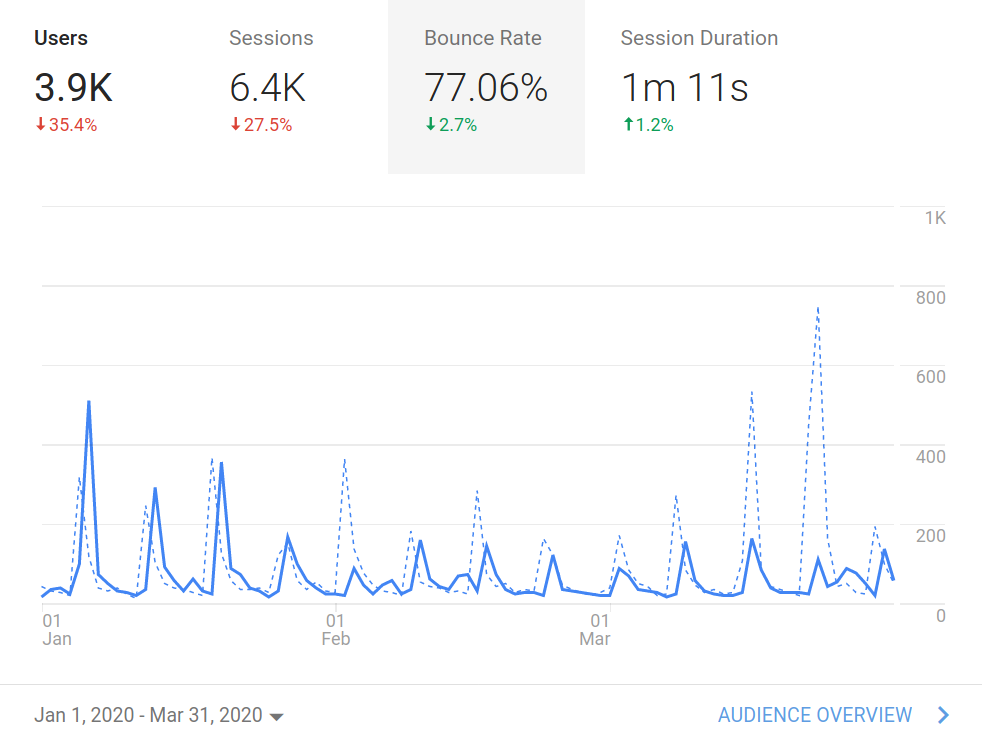 Users Sessions Bounce Rate Session Duration
3.9K 6.4K 77.06% 1m 11s
35.4% 27.5% 2.7% 1.2%
1K
800
600
400
200
0
01 01 01
Jan Feb Mar
Jan 1, 2020 - Mar 31, 2020 AUDIENCE OVERVIEW